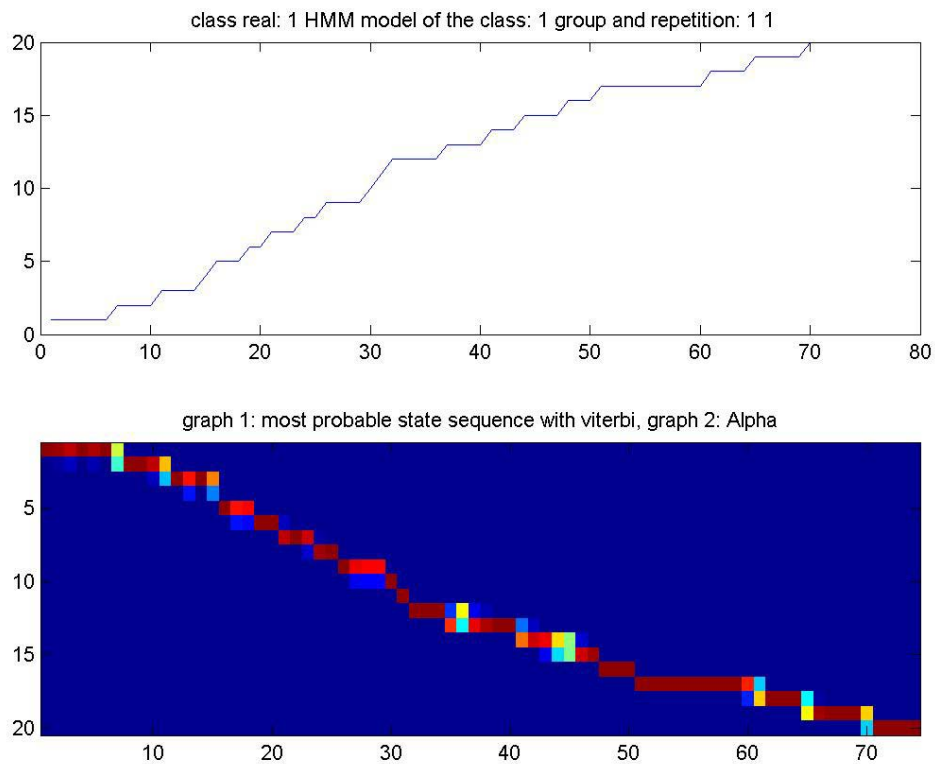 class real: 1 HMM model of the class: 1 group and repetition: 1 1
20
15
10
5
0
0 10 20 30 40 50 60 70 80
graph 1: most probable state sequence with viterbi, graph 2: Alpha
5
10
15
20
10 20 30 40 50 60 70